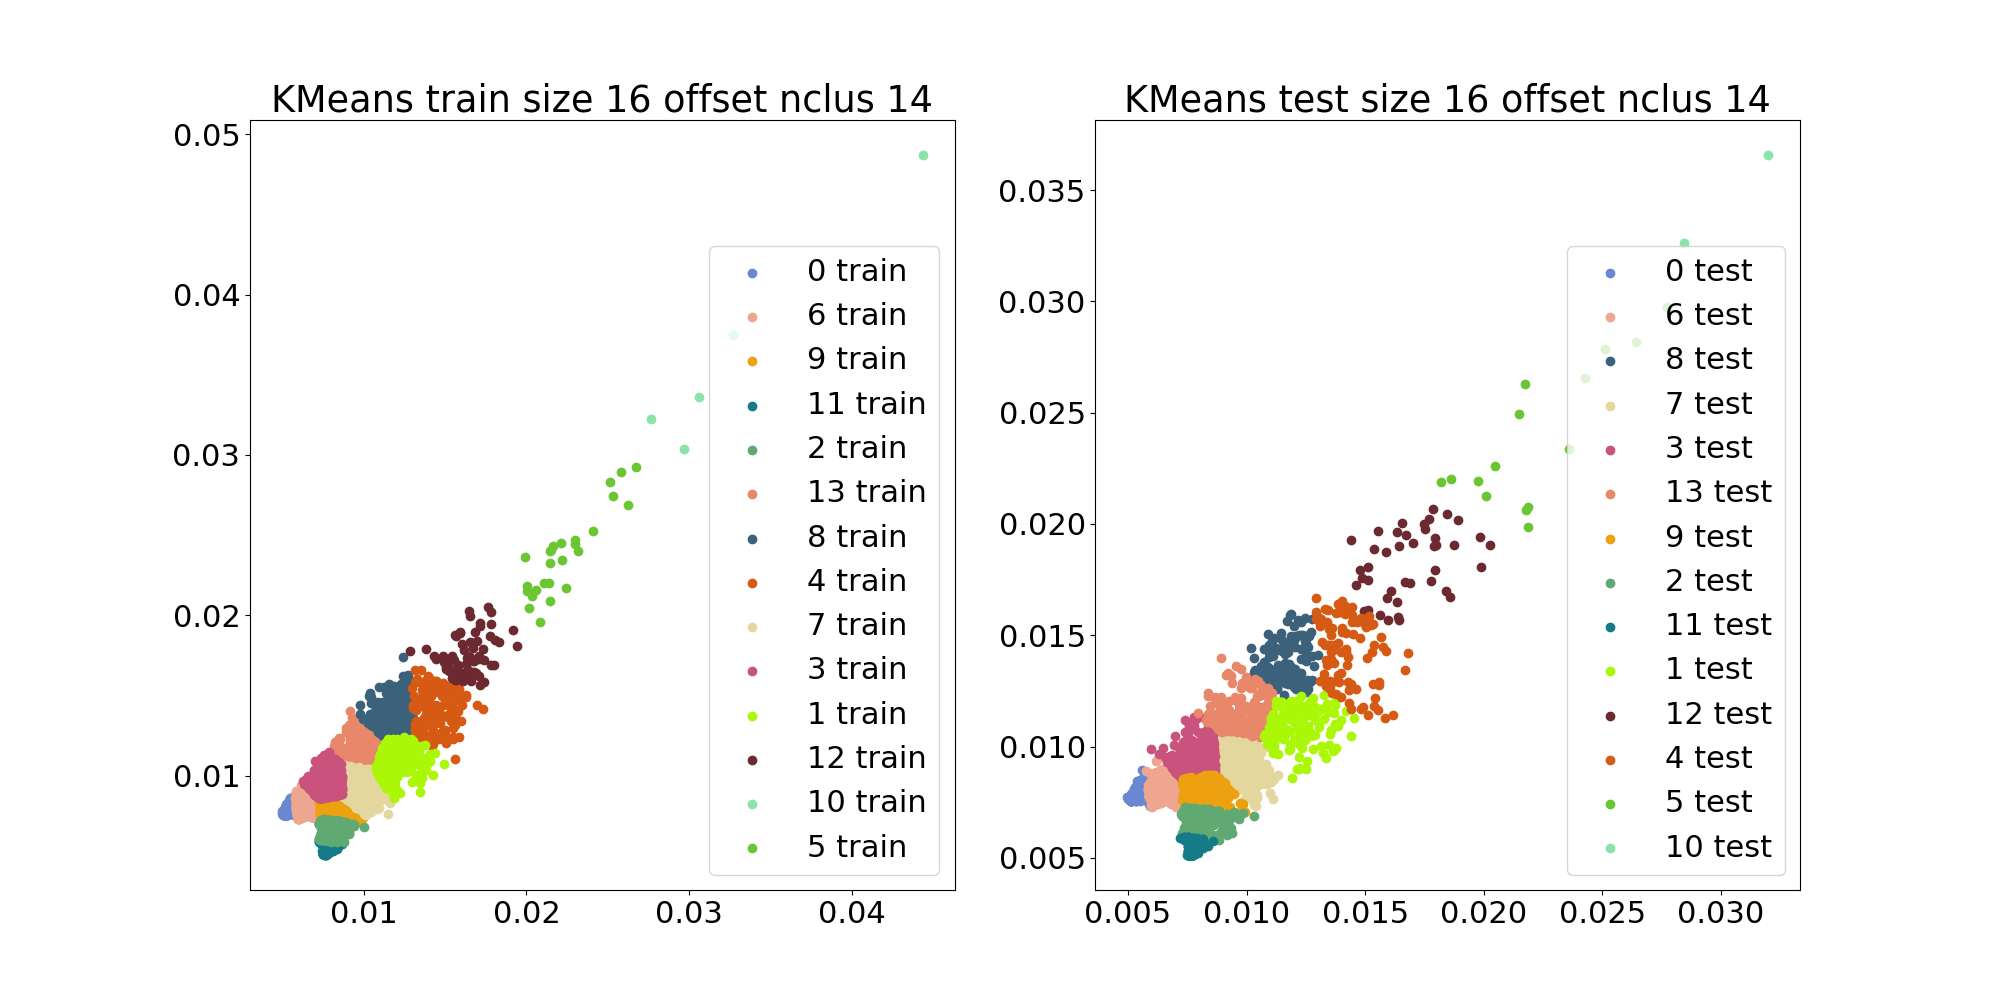 KMeans train size 16 offset nclus 14
0.05
0.04
0.03
0.02
0.01
0.01 0.02 0.03 0.04
0 train
6 train
9 train
11 train
2 train
13 train
8 train
4 train
7 train
3 train
1 train
12 train
10 train
5 train
KMeans test size 16 offset nclus 14
0.035
0.030
0.025
0.020
0.015
0.010
0.005
0.005 0.010 0.015 0.020 0.025 0.030
0 test
6 test
8 test
7 test
3 test
13 test
9 test
2 test
11 test
1 test
12 test
4 test
5 test
10 test